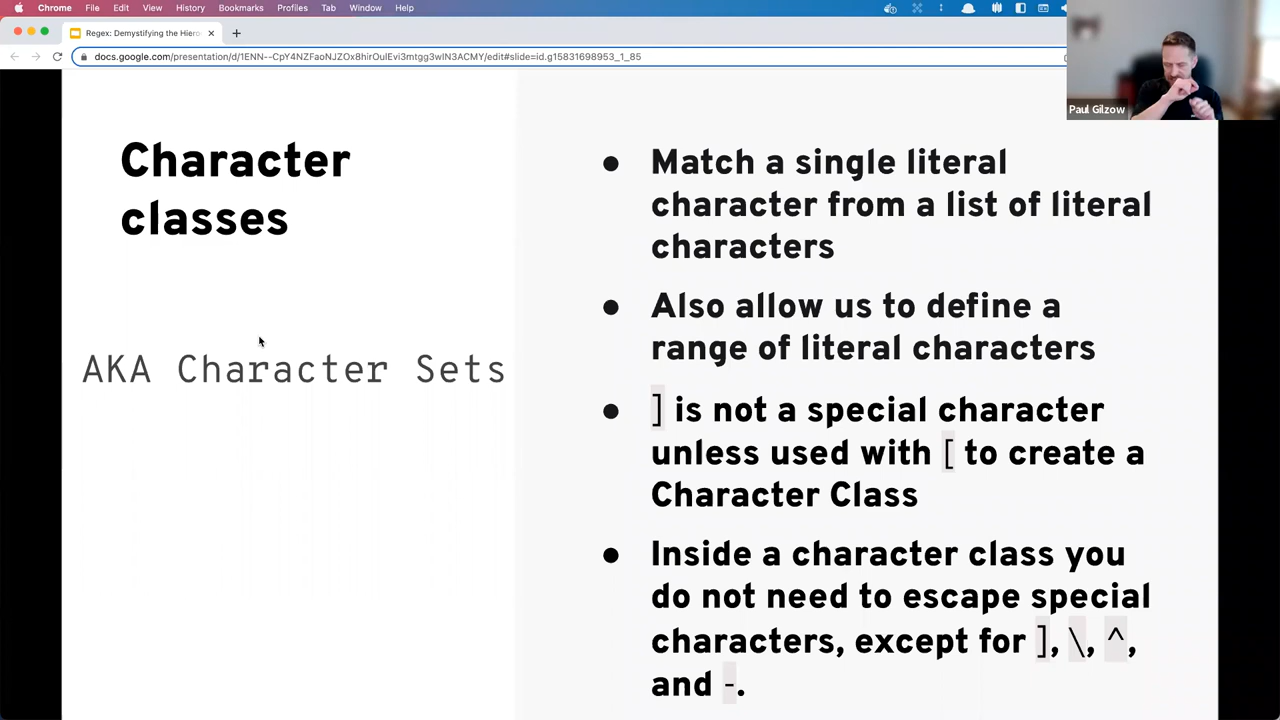 Chrome File Edit View History Bookmarks Profiles Tab Window Help
Regex: Demystifying the Hiero
docs.google.com/presentation/d/1ENN--CpY4NZFaoNJZOx8hirOulEvi3mtgg3wlN3ACMY/edit#slide=id.g15831698953_1_85
Paul Gilzow
Character
classes
AKA Character Sets
● Match a single literal
character from a list of literal
characters
● Also allow us to define a
range of literal characters
● ] is not a special character
unless used with [ to create a
Character Class
● Inside a character class you
do not need to escape special
characters, except for ], \, ^,
and -.